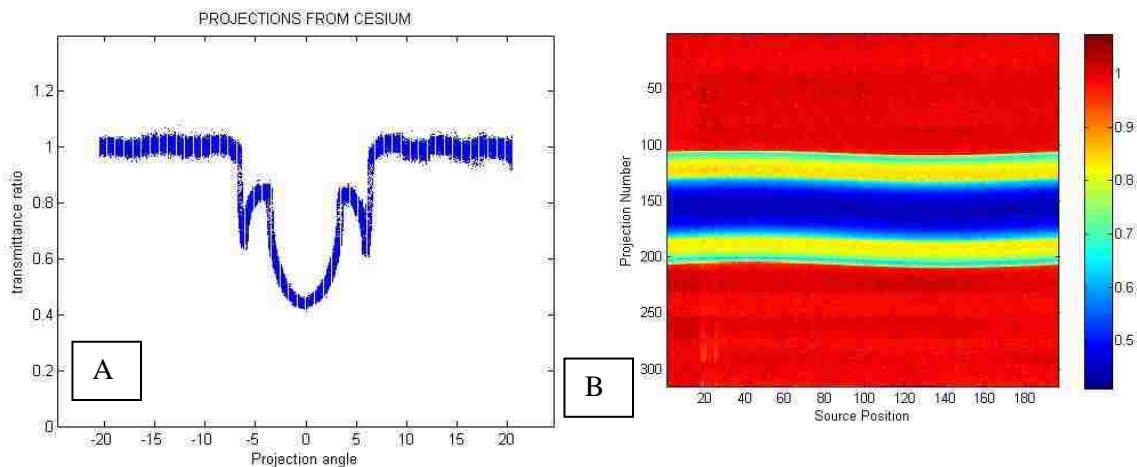 PROJECTIONS FROM CESIUM
transmittance ratio
1.2
1
0.8
0.6
0.4
0.2
0
-20 -15 -10 -5 0 5 10 15 20
Projection angle
A
Projection Number
50
100
150
200
250
300
20 40 60 80 100 120 140 160 180
Source Position
B
1
0.9
0.8
0.7
0.6
0.5